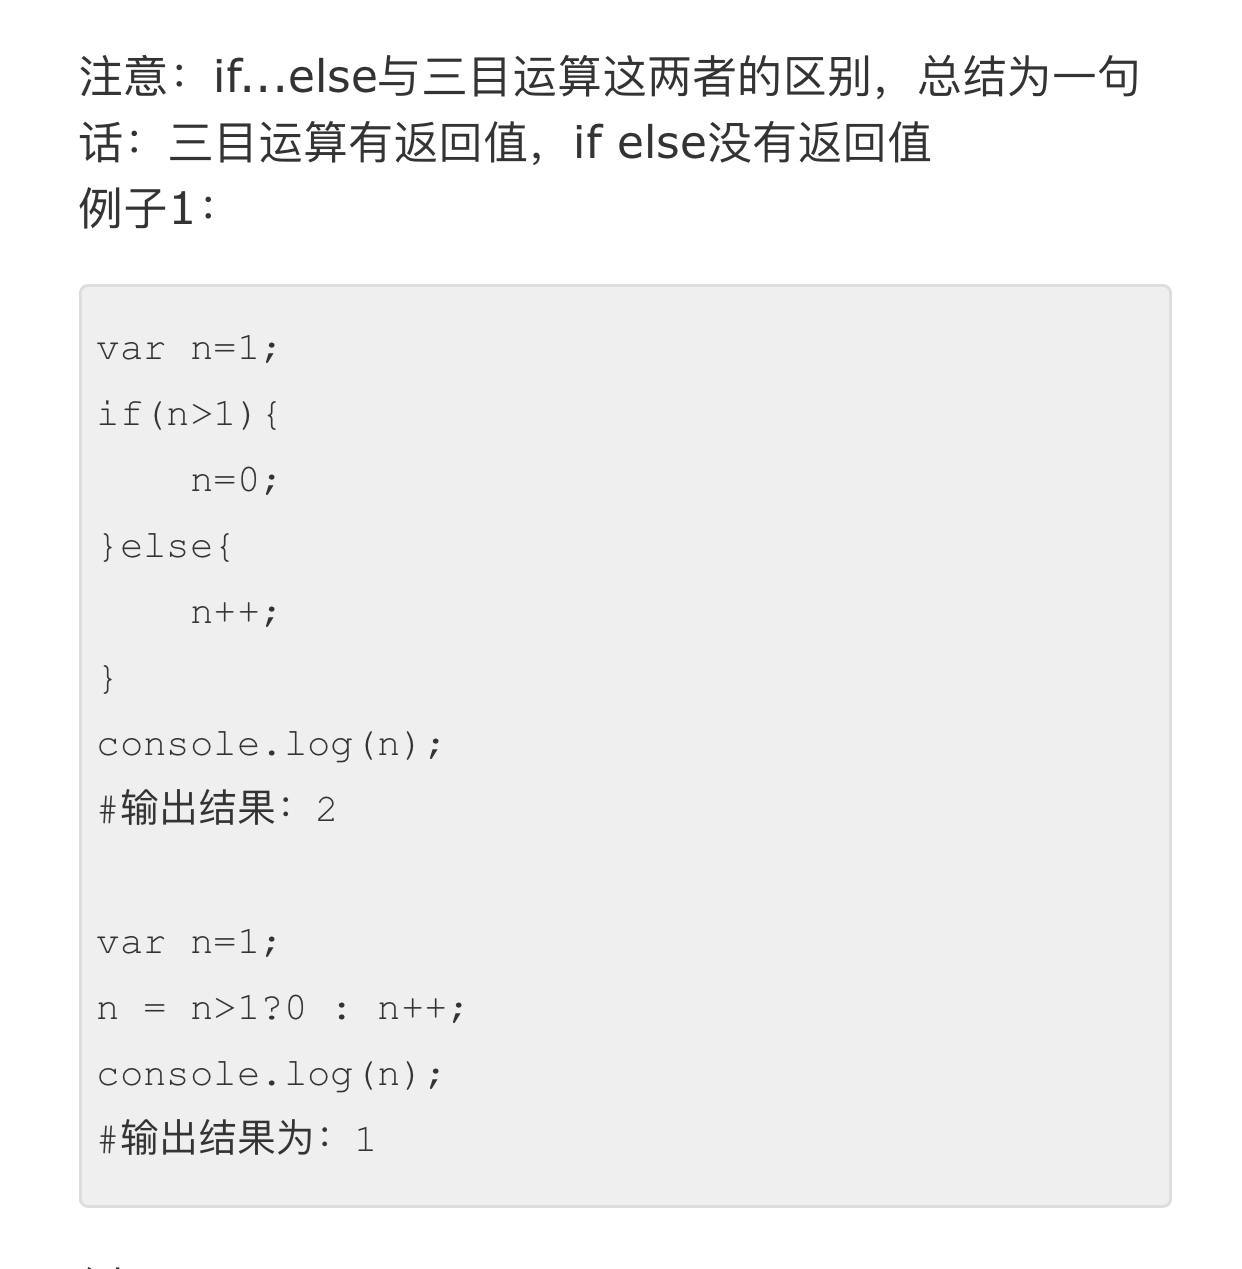 注意：if...else与三目运算这两者的区别，总结为一句
话：三目运算有返回值，if else没有返回值
例子1：
var n=1;
if(n>1){
    n=0;
}else{
    n++;
}
console.log(n);
#输出结果：2
var n=1;
n = n>1?0 : n++;
console.log(n);
#输出结果为：1